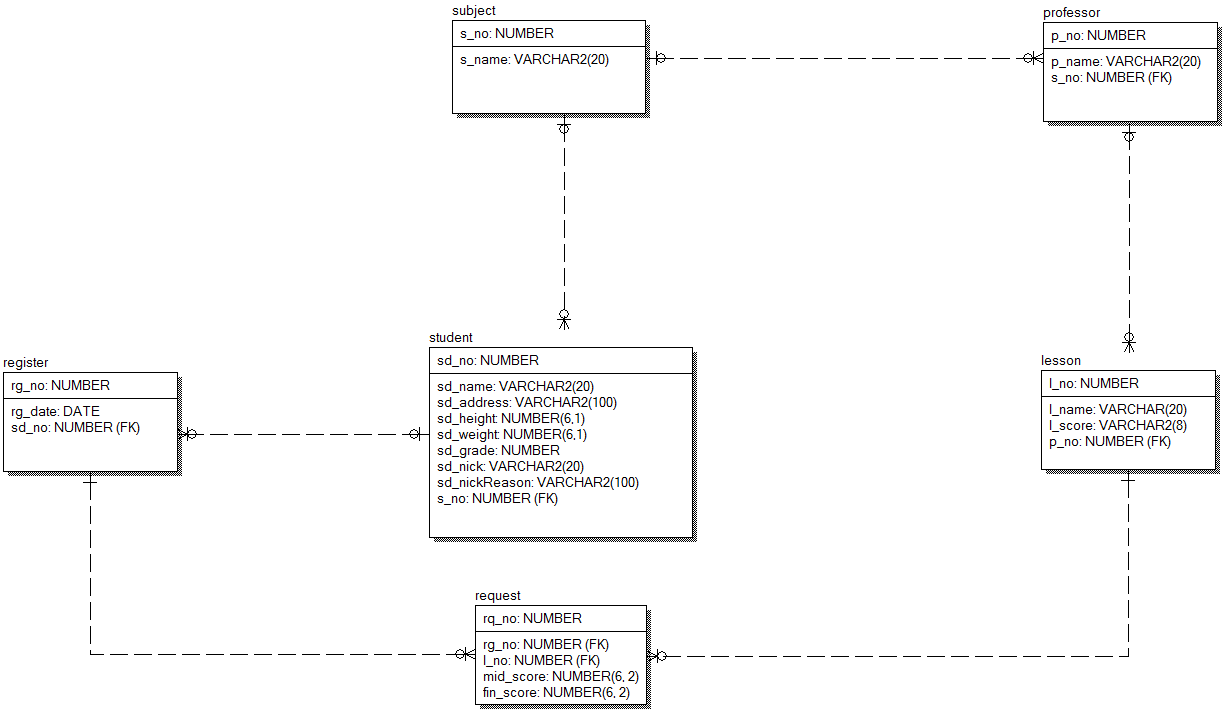 subject
s_no: NUMBER
s_name: VARCHAR2(20)
professor
p_no: NUMBER
p_name: VARCHAR2(20)
s_no: NUMBER (FK)
student
sd_no: NUMBER
sd_name: VARCHAR2(20)
sd_address: VARCHAR2(100)
sd_height: NUMBER(6,1)
sd_weight: NUMBER(6,1)
sd_grade: NUMBER
sd_nick: VARCHAR2(20)
sd_nickReason: VARCHAR2(100)
s_no: NUMBER (FK)
register
rg_no: NUMBER
rg_date: DATE
sd_no: NUMBER (FK)
lesson
l_no: NUMBER
l_name: VARCHAR(20)
l_score: VARCHAR2(8)
p_no: NUMBER (FK)
request
rq_no: NUMBER
rg_no: NUMBER (FK)
l_no: NUMBER (FK)
mid_score: NUMBER(6, 2)
fin_score: NUMBER(6, 2)